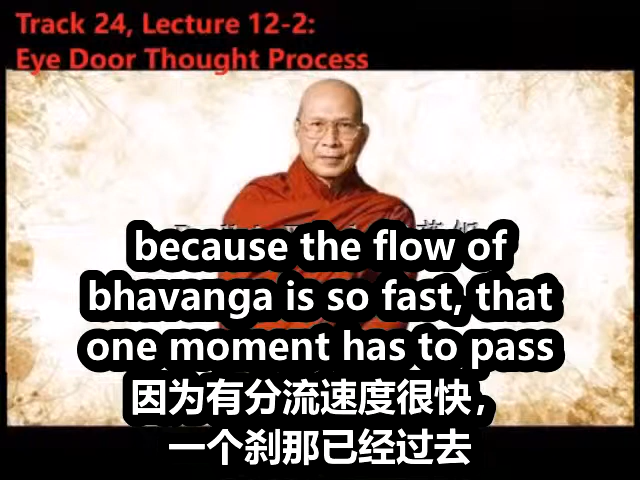 Track 24, Lecture 12-2:
Eye Door Thought Process
because the flow of
bhavanga is so fast, that
one moment has to pass
因为有分流速度很快，
一个刹那已经过去